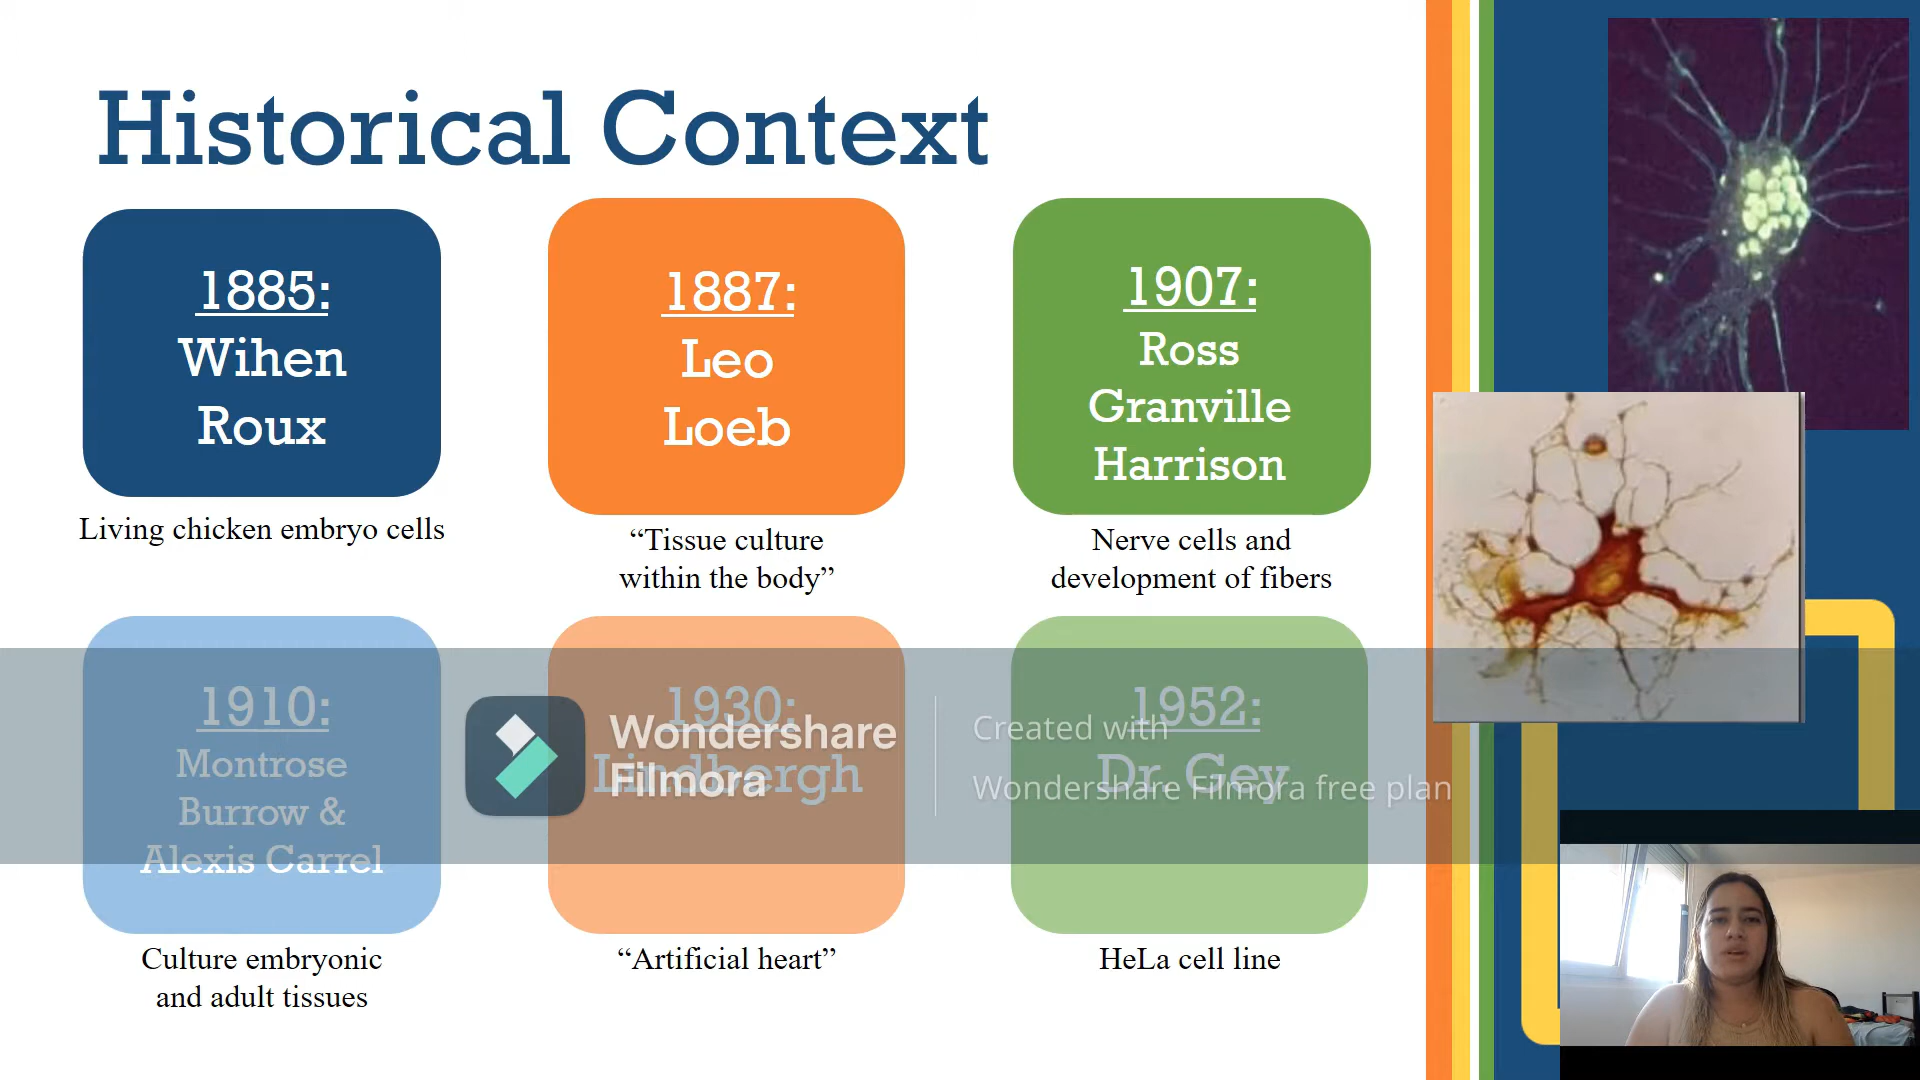 Historical Context
1885:
Wihen
Roux
Living chicken embryo cells
1887:
Leo
Loeb
“Tissue culture
within the body”
1907:
Ross
Granville
Harrison
Nerve cells and
development of fibers
1910:
Montrose
Burrow &
Alexis Carrel
Culture embryonic
and adult tissues
1930:
Lindbergh
“Artificial heart”
1952:
Dr. Gey
HeLa cell line
Wondershare
Filmora
Created with
Wondershare Filmora free plan